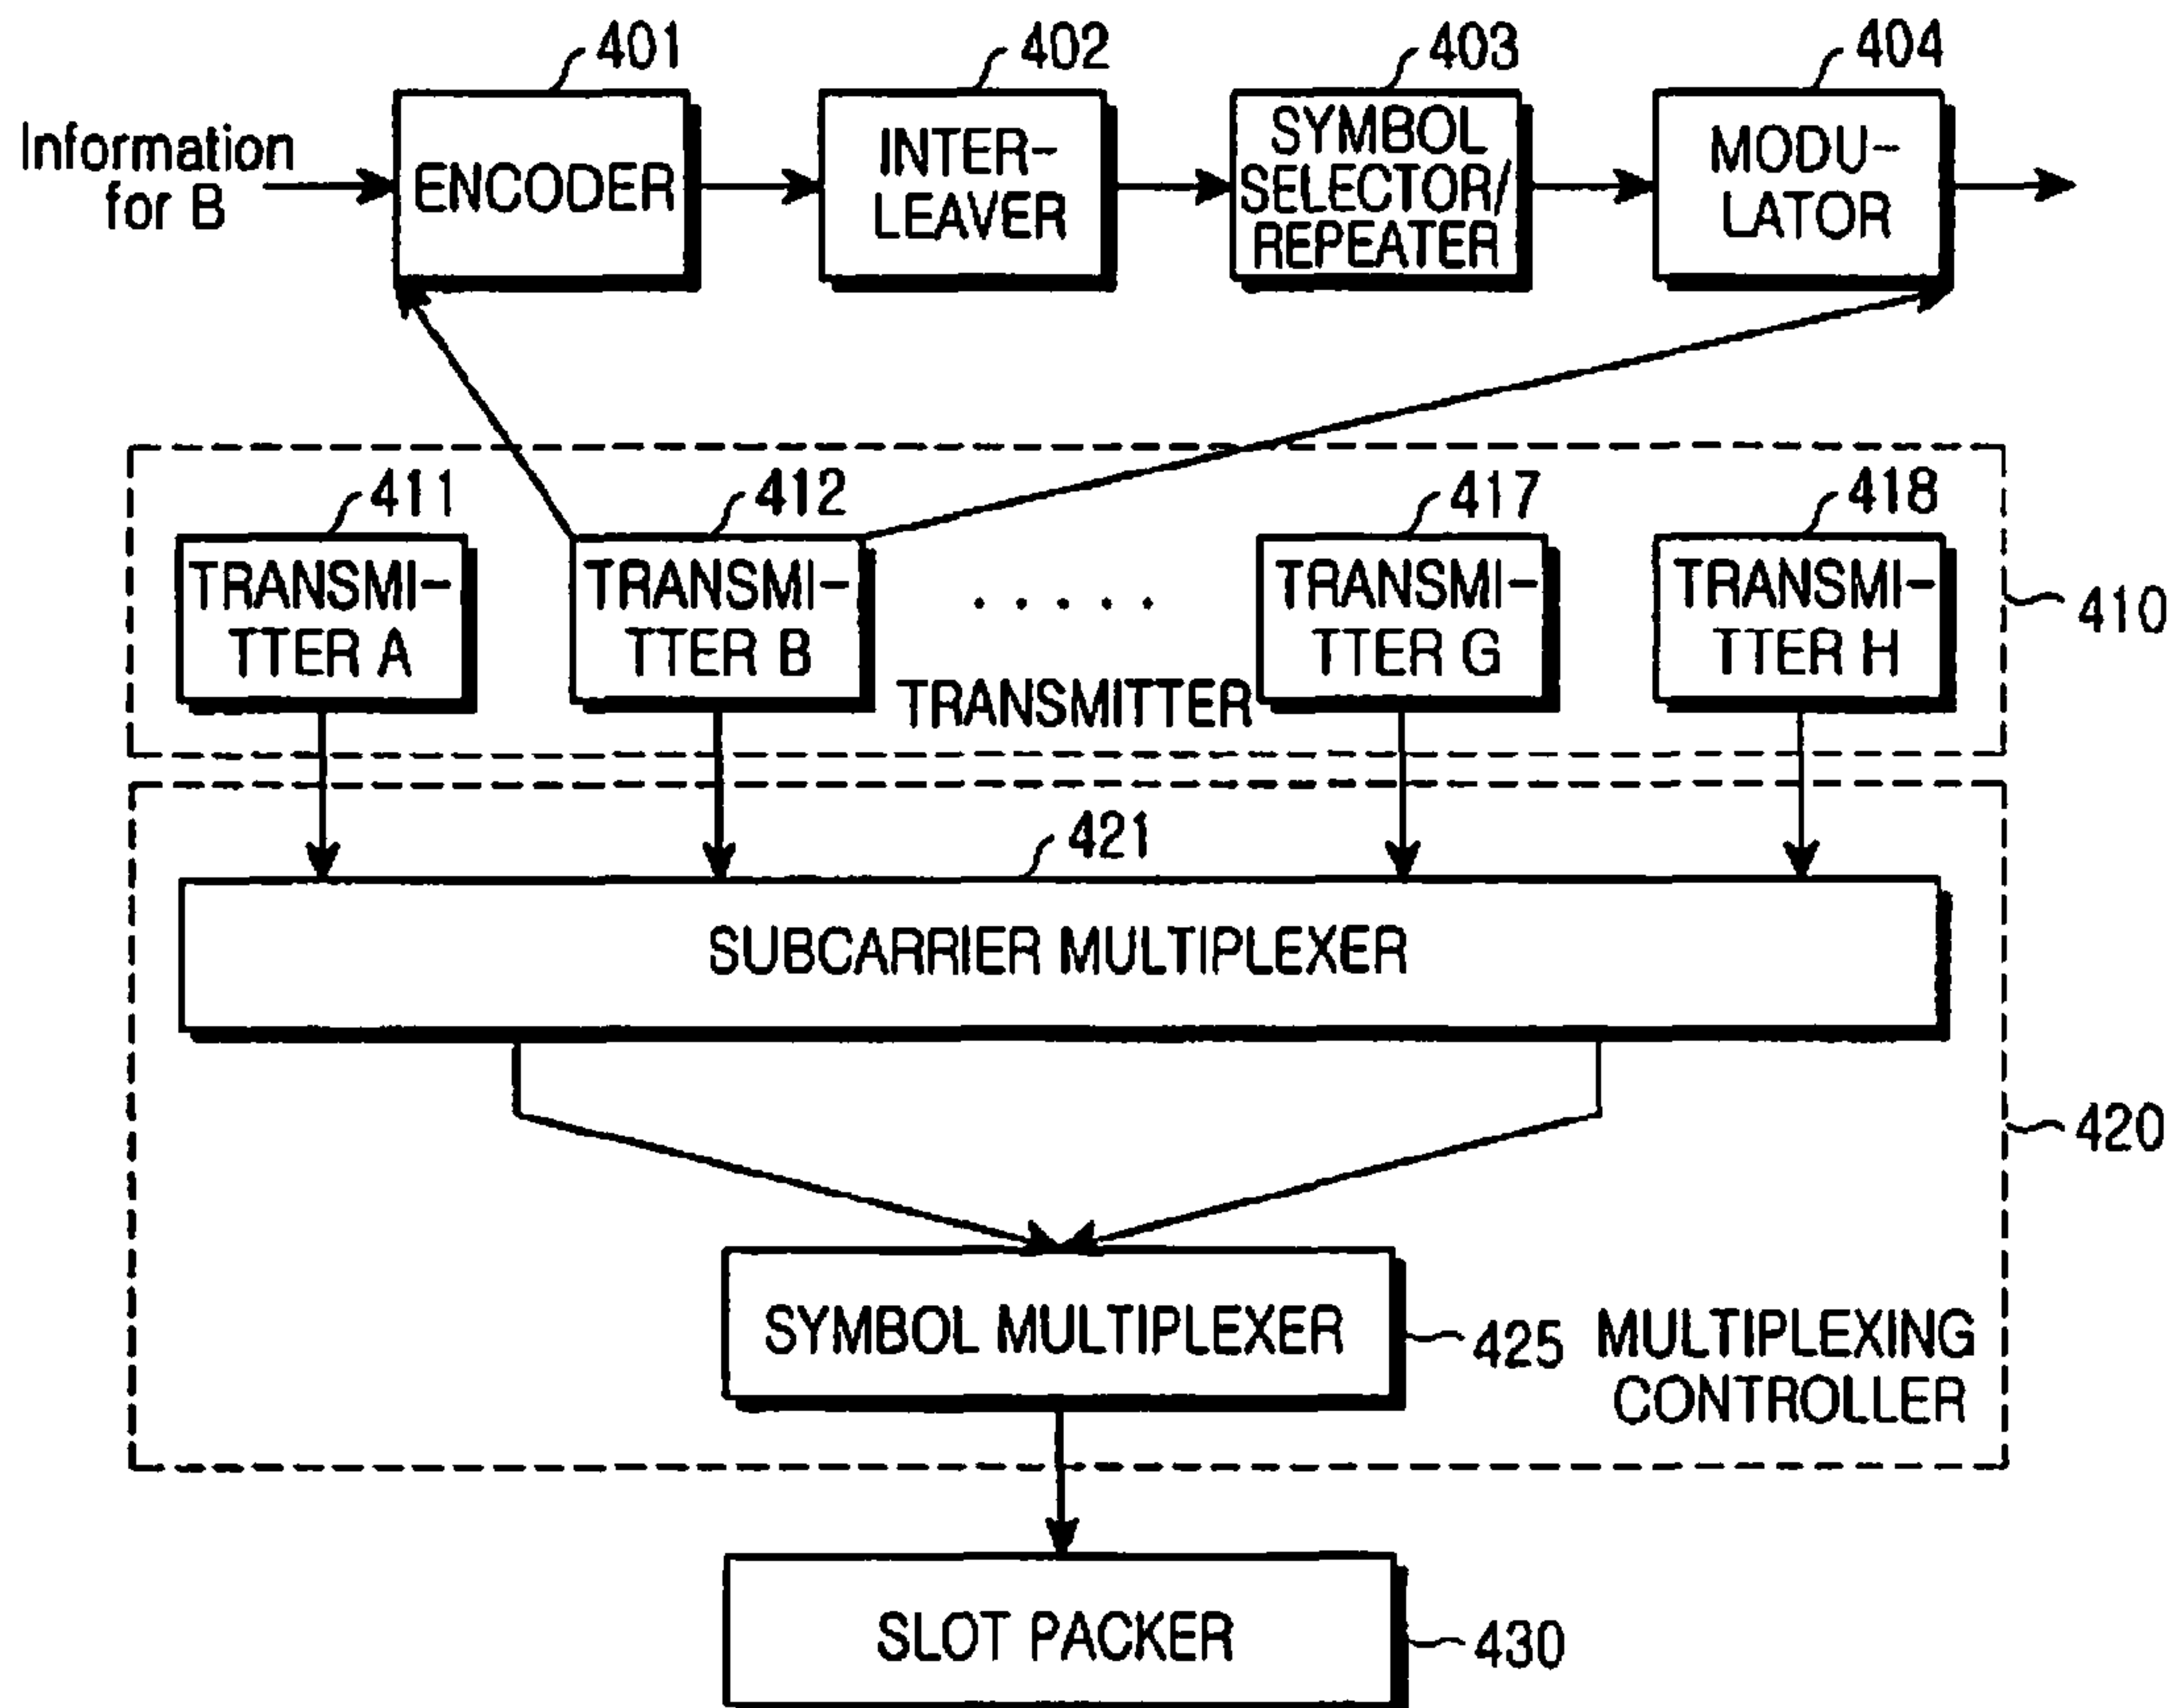 401
402
403
404
Information
for B
ENCODER
INTER-
LEAVER
SYMBOL
SELECTOR/
REPEATER
MODU-
LATOR
411
412
417
418
TRANSMI-
TTER A
TRANSMI-
TTER B
.....
TRANSMI-
TTER G
TRANSMI-
TTER H
410
TRANSMITTER
421
SUBCARRIER MULTIPLEXER
420
SYMBOL MULTIPLEXER
425
MULTIPLEXING
CONTROLLER
SLOT PACKER
430